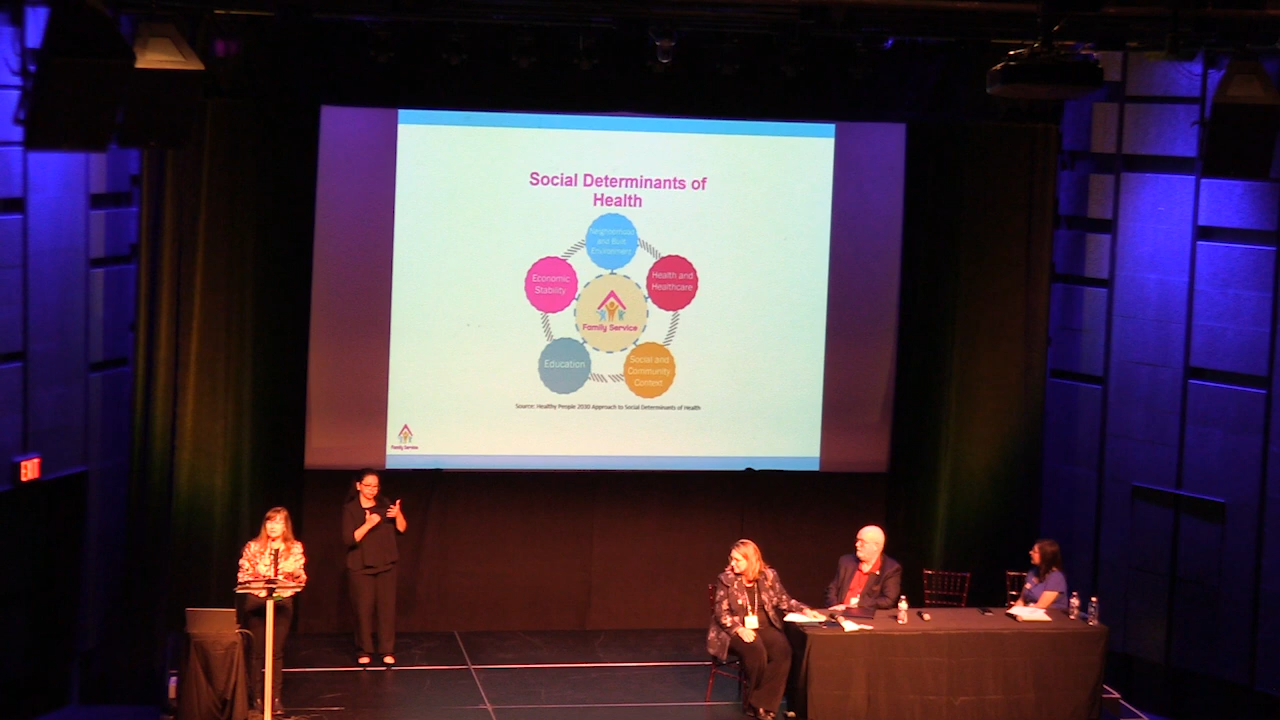 Social Determinants of
Health
Neighborhood
and Built
Environment
Economic
Stability
Health and
Healthcare
Family Service
Education
Social and
Community
Context
Source: Healthy People 2030 Approach to Social Determinants of Health
Family Service
EXIT